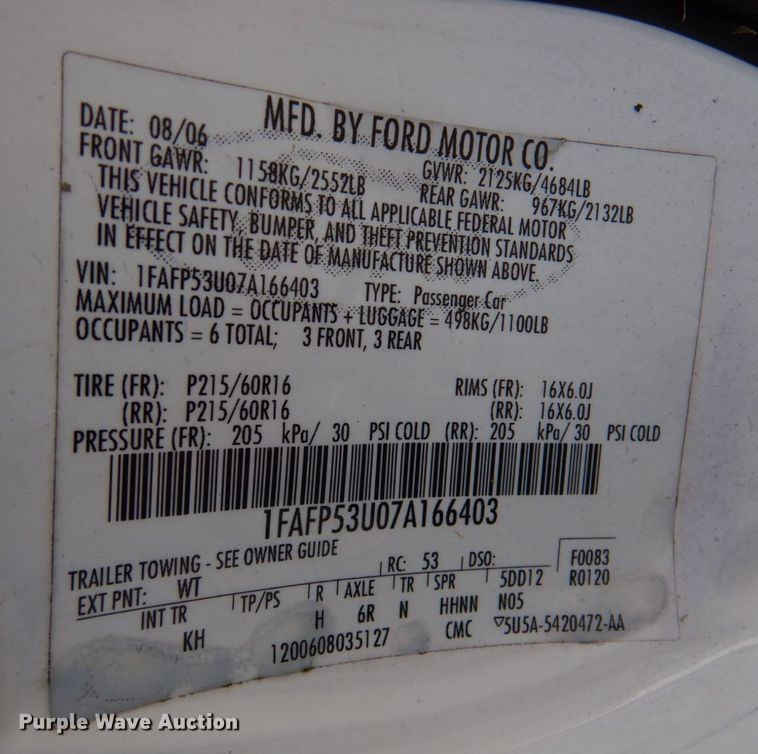 MFD. BY FORD MOTOR CO.
DATE: 08/06 GVWR: 2125KG/4684LB
FRONT GAWR: 1158KG/2552LB REAR GAWR: 967KG/2132LB
THIS VEHICLE CONFORMS TO ALL APPLICABLE FEDERAL MOTOR
VEHICLE SAFETY, BUMPER, AND THEFT PREVENTION STANDARDS
IN EFFECT ON THE DATE OF MANUFACTURE SHOWN ABOVE.
VIN: 1FAFP53U07A166403 TYPE: Passenger Car
MAXIMUM LOAD = OCCUPANTS + LUGGAGE = 498KG/1100LB
OCCUPANTS = 6 TOTAL; 3 FRONT, 3 REAR
TIRE (FR): P215/60R16 RIMS (FR): 16X6.0J
(RR): P215/60R16 (RR): 16X6.0J
PRESSURE (FR): 205 kPa/ 30 PSI COLD (RR): 205 kPa/ 30 PSI COLD
1FAFP53U07A166403
TRAILER TOWING - SEE OWNER GUIDE F0083
EXT PNT: WT RC: 53 DSO: 5DD12 R0120
INT TR TP/PS R AXLE TR SPR N05
KH H 6R N HHNN
1200608035127 CMC ▽5U5A-5420472-AA
Purple Wave Auction